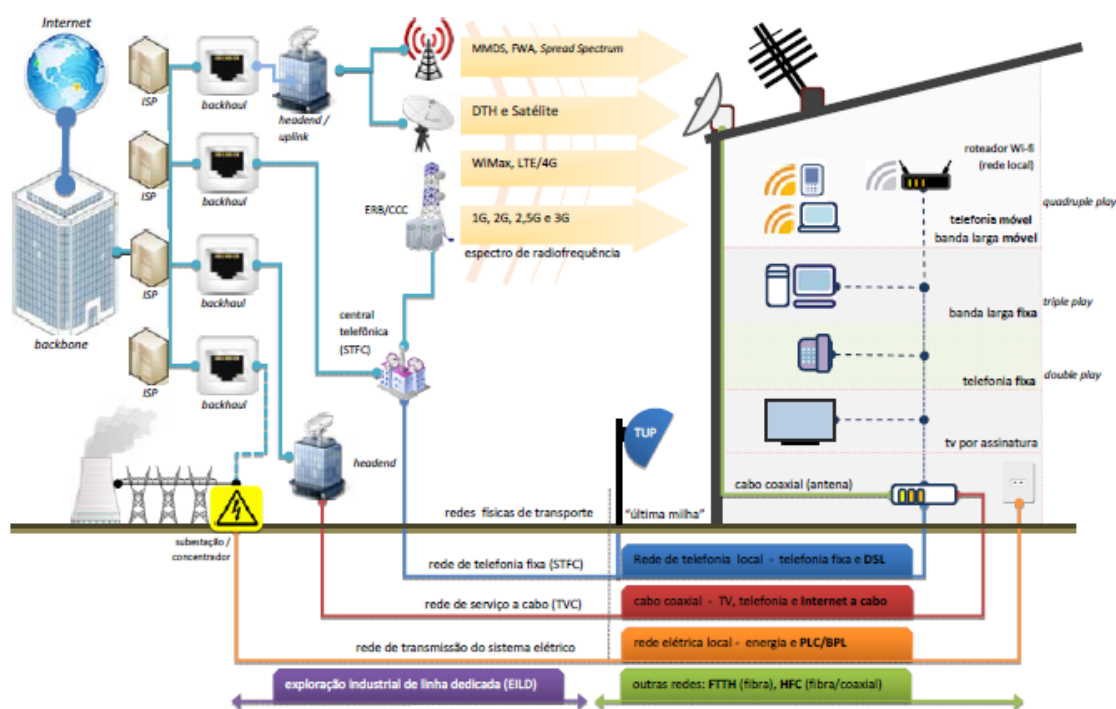 Internet
ISP
backhaul
headend /
uplink
MMDS, FWA, Spread Spectrum
DTH e Satélite
WiMax, LTE/4G
1G, 2G, 2,5G e 3G
espectro de radiofrequência
ERB/CCC
ISP
backhaul
ISP
backhaul
backbone
central
telefônica
(STFC)
ISP
backhaul
headend
roteador Wi-fi
(rede local)
quadruple play
telefonia móvel
banda larga móvel
banda larga fixa
triple play
telefonia fixa
double play
tv por assinatura
TUP
cabo coaxial (antena)
redes físicas de transporte
"última milha"
subestação /
concentrador
rede de telefonia fixa (STFC)
Rede de telefonia local - telefonia fixa e DSL
rede de serviço a cabo (TVC)
cabo coaxial - TV, telefonia e Internet a cabo
rede de transmissão do sistema elétrico
rede elétrica local - energia e PLC/BPL
exploração industrial de linha dedicada (EILD)
outras redes: FTTH (fibra), HFC (fibra/coaxial)